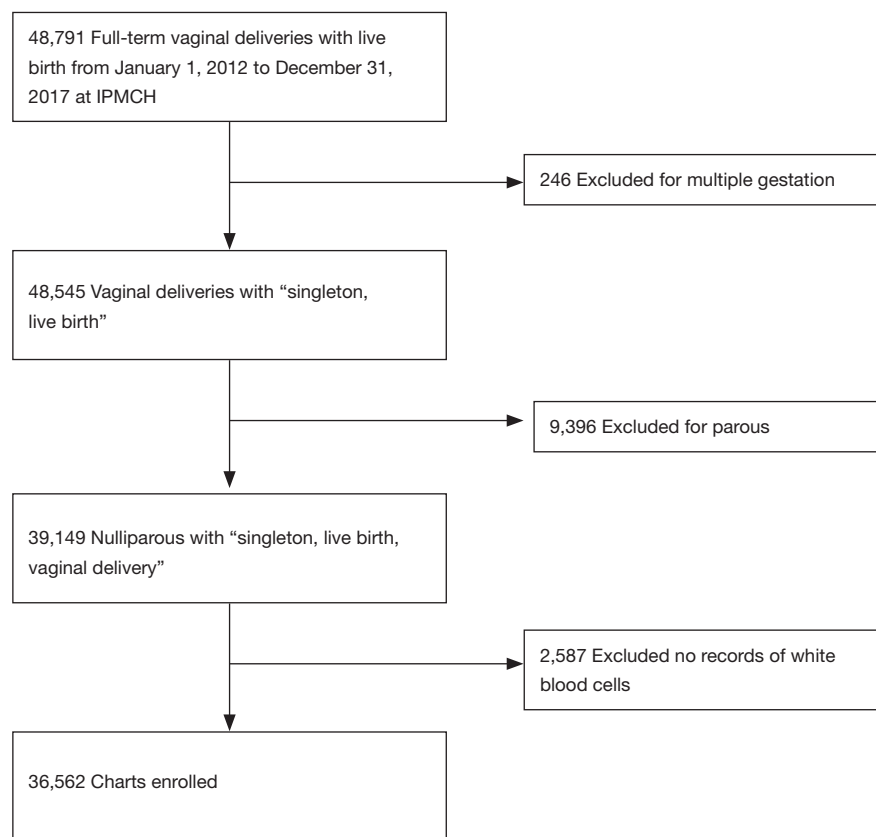 48,791 Full-term vaginal deliveries with live
birth from January 1, 2012 to December 31,
2017 at IPMCH
246 Excluded for multiple gestation
48,545 Vaginal deliveries with “singleton,
live birth”
9,396 Excluded for parous
39,149 Nulliparous with “singleton, live birth,
vaginal delivery”
2,587 Excluded no records of white
blood cells
36,562 Charts enrolled